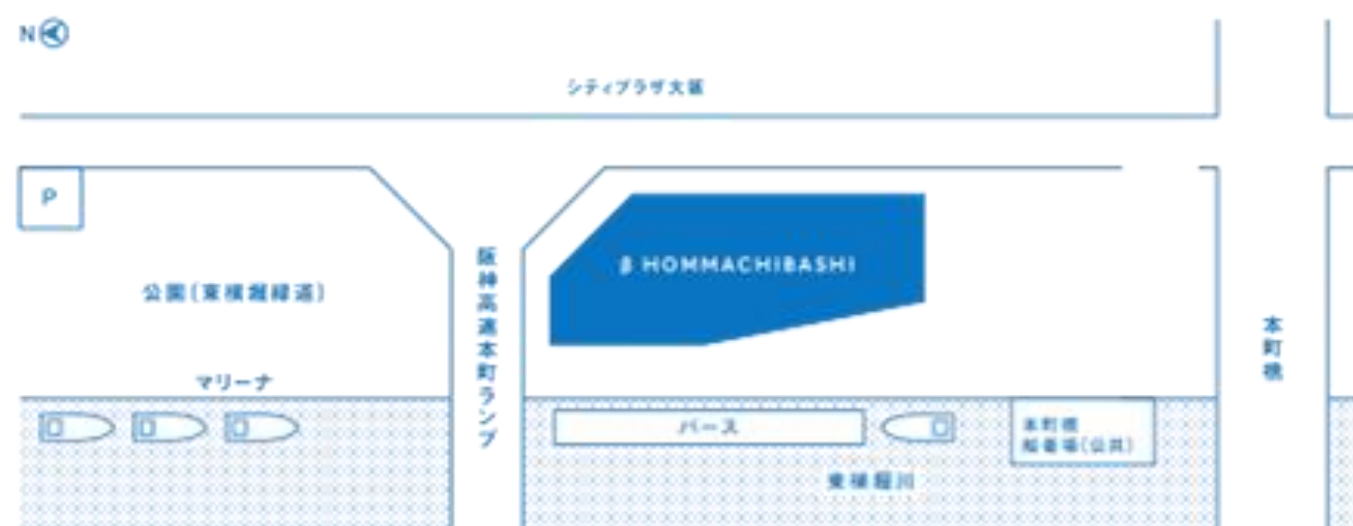 N
シティプラザ大阪
P
β HOMMACHIBASHI
公園(東横堀緑道)
阪神高速本町ランプ
本町橋
マリーナ
バース
本町橋
船着場(公共)
東横堀川